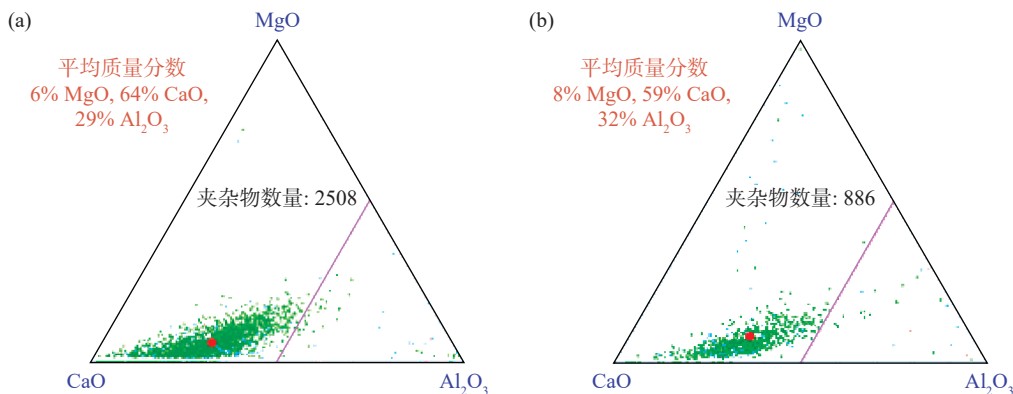 (a)
MgO
平均质量分数
6% MgO, 64% CaO,
29% Al₂O₃
夹杂物数量: 2508
CaO
Al₂O₃
(b)
MgO
平均质量分数
8% MgO, 59% CaO,
32% Al₂O₃
夹杂物数量: 886
CaO
Al₂O₃